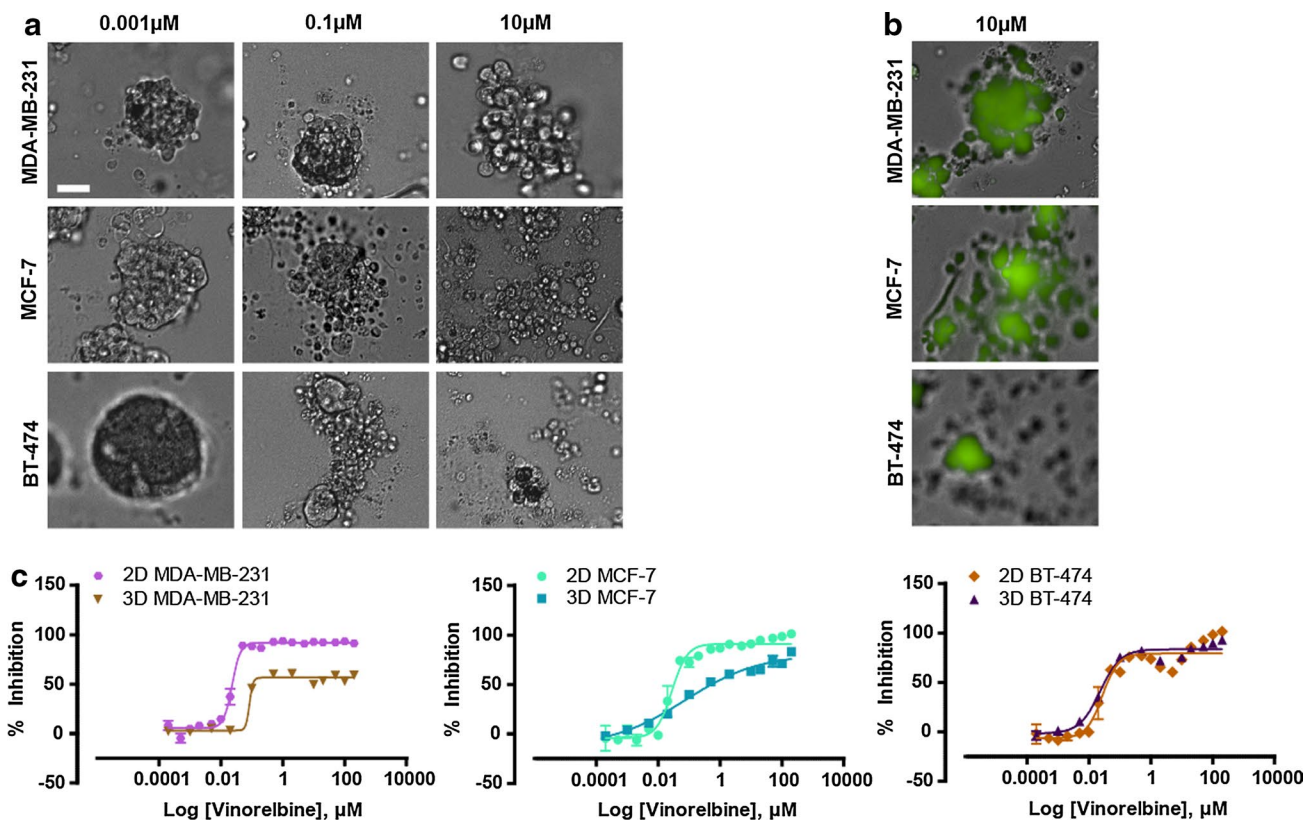 a
0.001µM
0.1µM
10µM
MDA-MB-231
MCF-7
BT-474
b
10µM
MDA-MB-231
MCF-7
BT-474
c
2D MDA-MB-231
3D MDA-MB-231
% Inhibition
150
100
50
0
-50
0.0001 0.01 1 100 10000
Log [Vinorelbine], µM
2D MCF-7
3D MCF-7
% Inhibition
150
100
50
0
-50
0.0001 0.01 1 100 10000
Log [Vinorelbine], µM
2D BT-474
3D BT-474
% Inhibition
150
100
50
0
-50
0.0001 0.01 1 100 10000
Log [Vinorelbine], µM